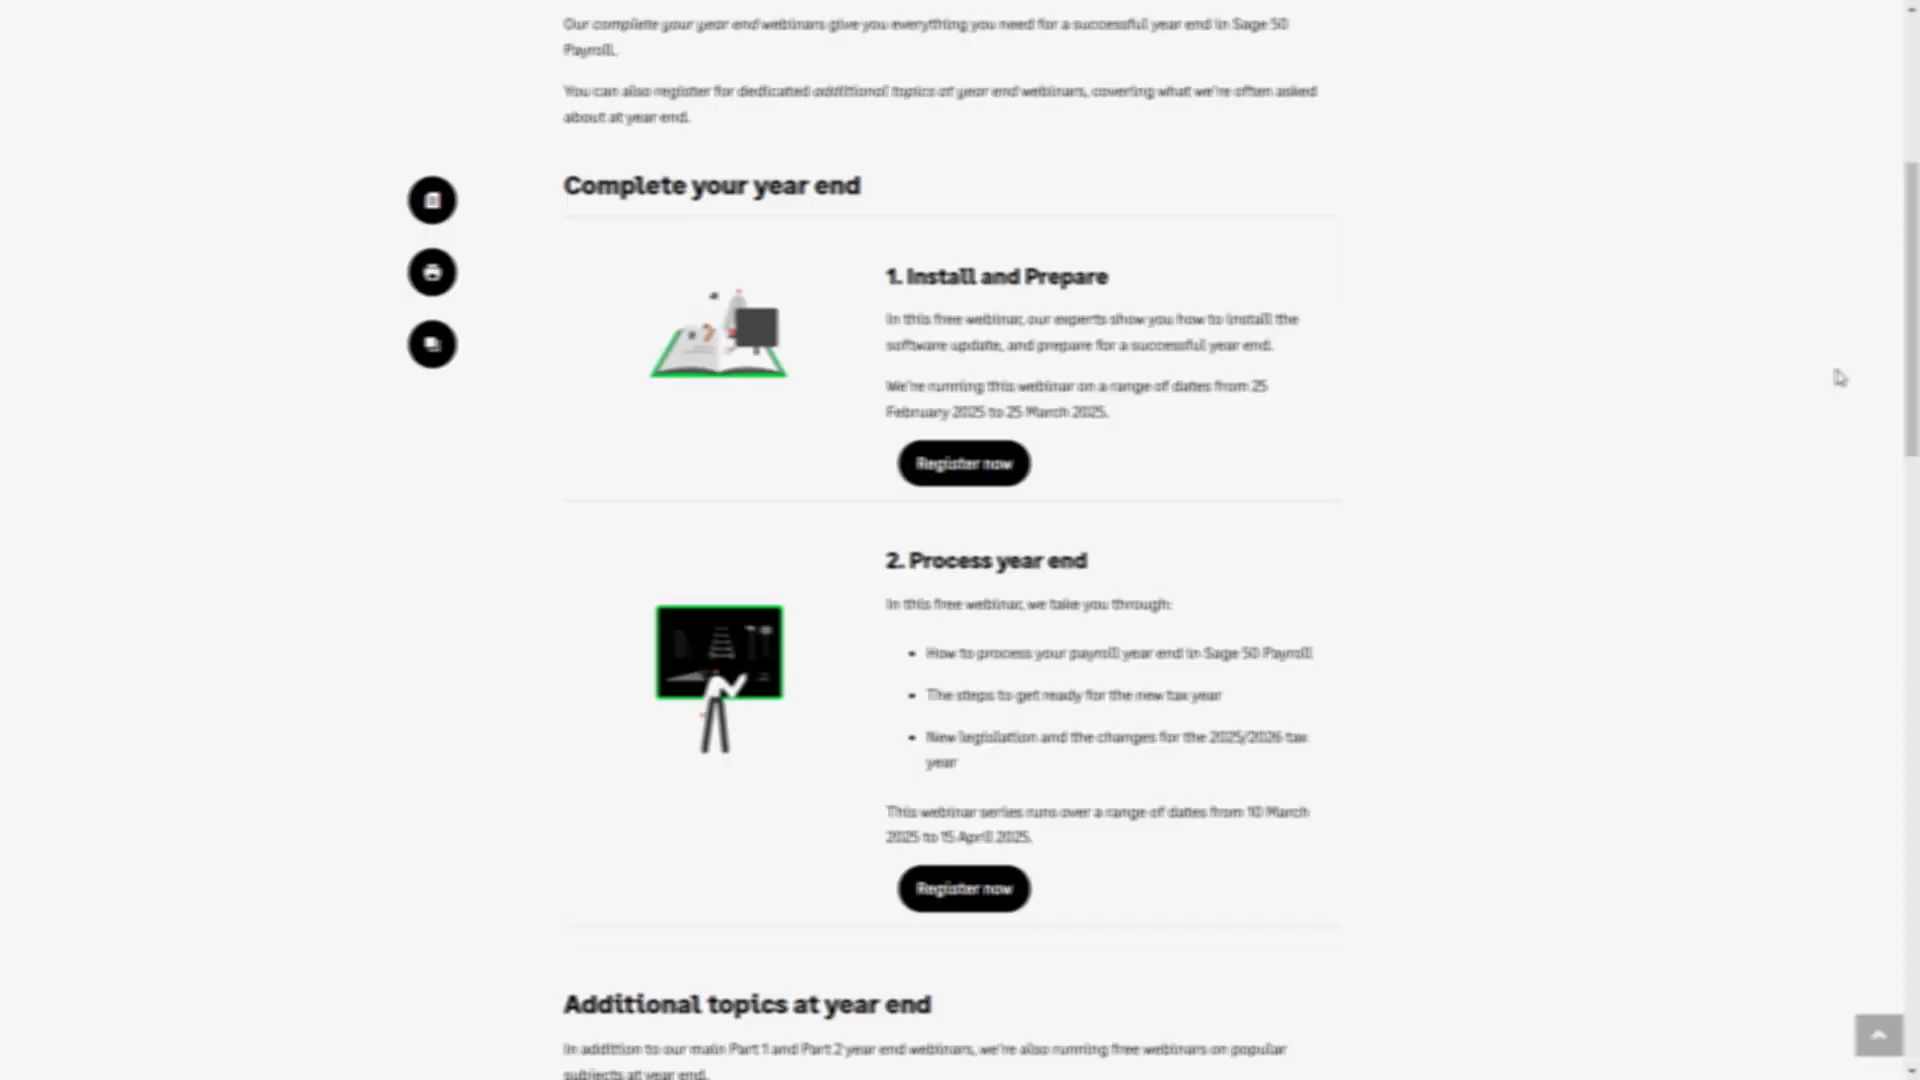 Our complete your year end webinars give you everything you need for a successful year end in Sage 50
Payroll.
You can also register for dedicated additional topics at year end webinars, covering what we're often asked
about at year end.
Complete your year end
1. Install and Prepare
In this free webinar, our experts show you how to install the
software update, and prepare for a successful year end.
We're running this webinar on a range of dates from 25
February 2025 to 25 March 2025.
Register now
2. Process year end
In this free webinar, we take you through:
• How to process your payroll year end in Sage 50 Payroll
• The steps to get ready for the new tax year
• New legislation and the changes for the 2025/2026 tax
year
This webinar series runs over a range of dates from 10 March
2025 to 15 April 2025.
Register now
Additional topics at year end
In addition to our main Part 1 and Part 2 year end webinars, we're also running free webinars on popular
subjects at year end.